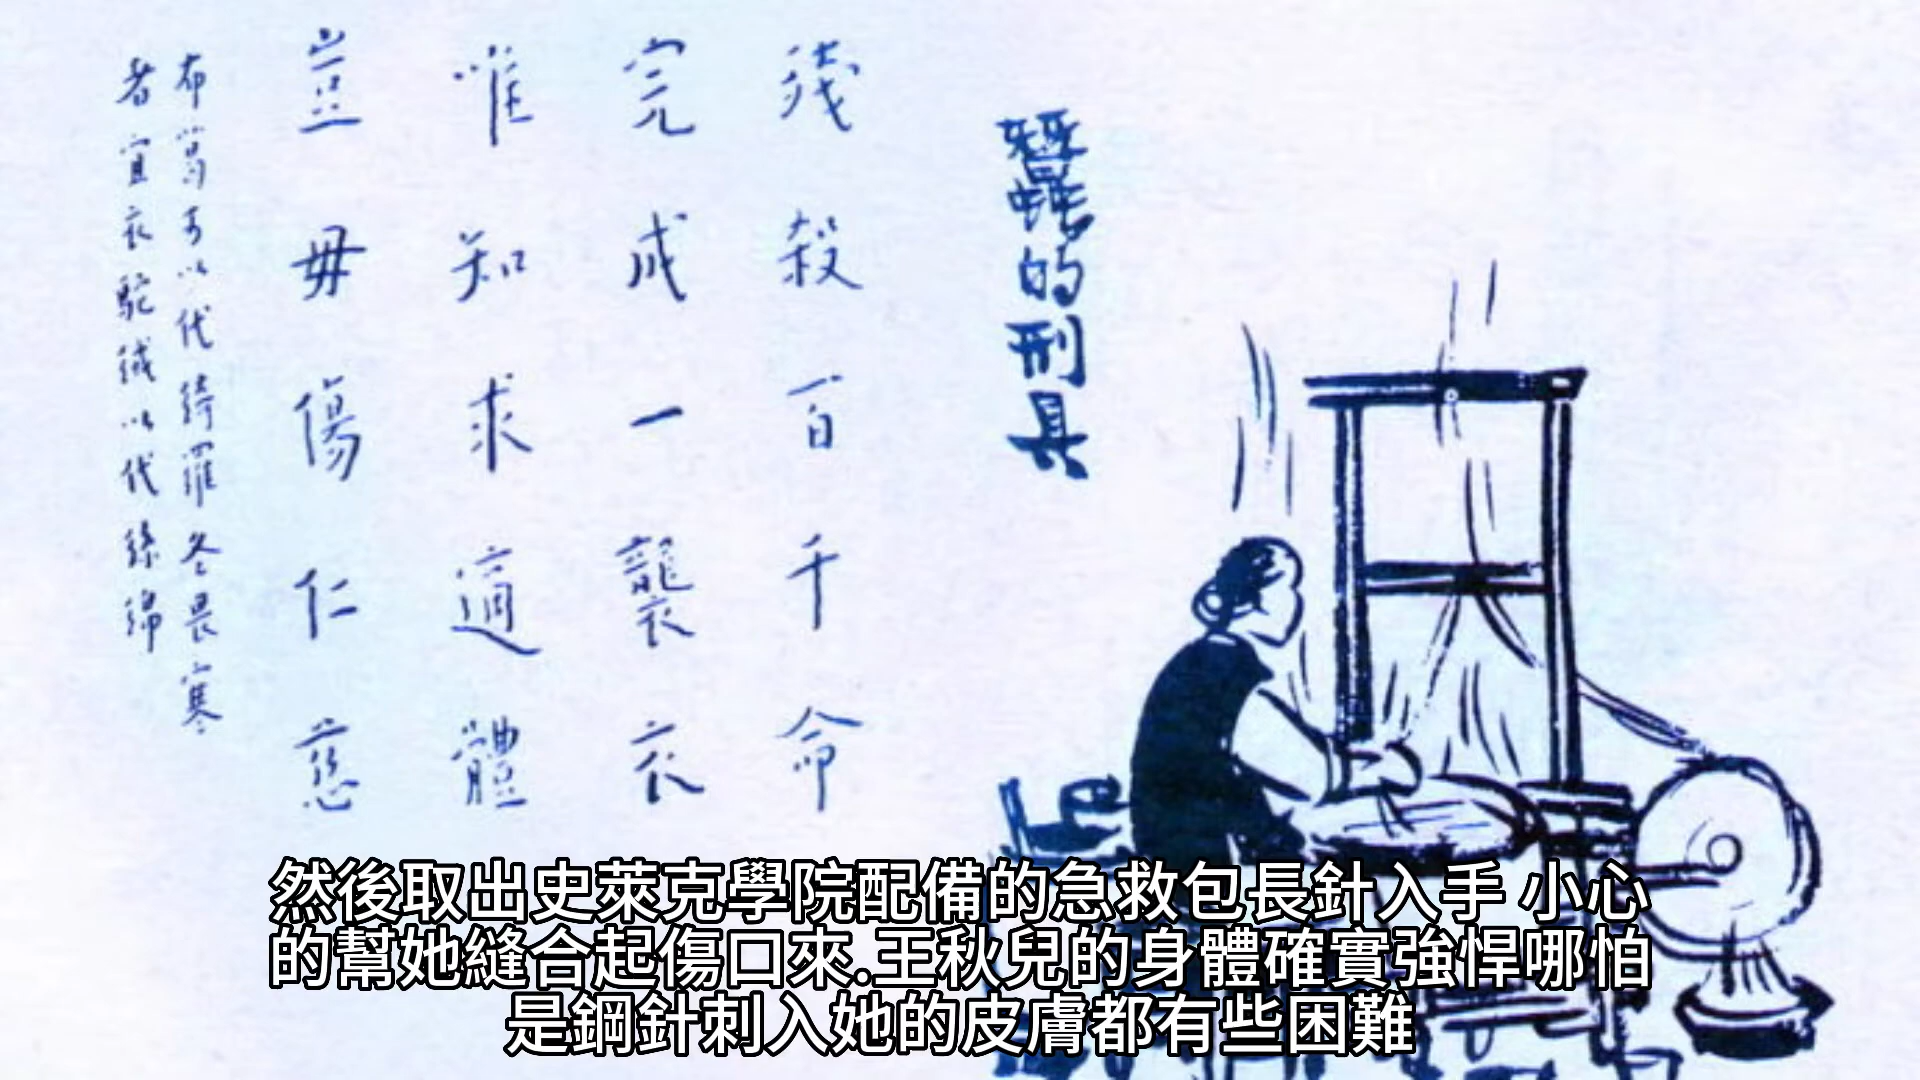 蠶的刑具
殘殺百千命
完成一襲衣
唯知求適體
豈毋傷仁慈
布葛可以代綺羅冬畏寒
者宜衣駝絨以代絲綿
然後取出史萊克學院配備的急救包長針入手 小心
的幫她縫合起傷口來.王秋兒的身體確實強悍哪怕
是鋼針刺入她的皮膚都有些困難